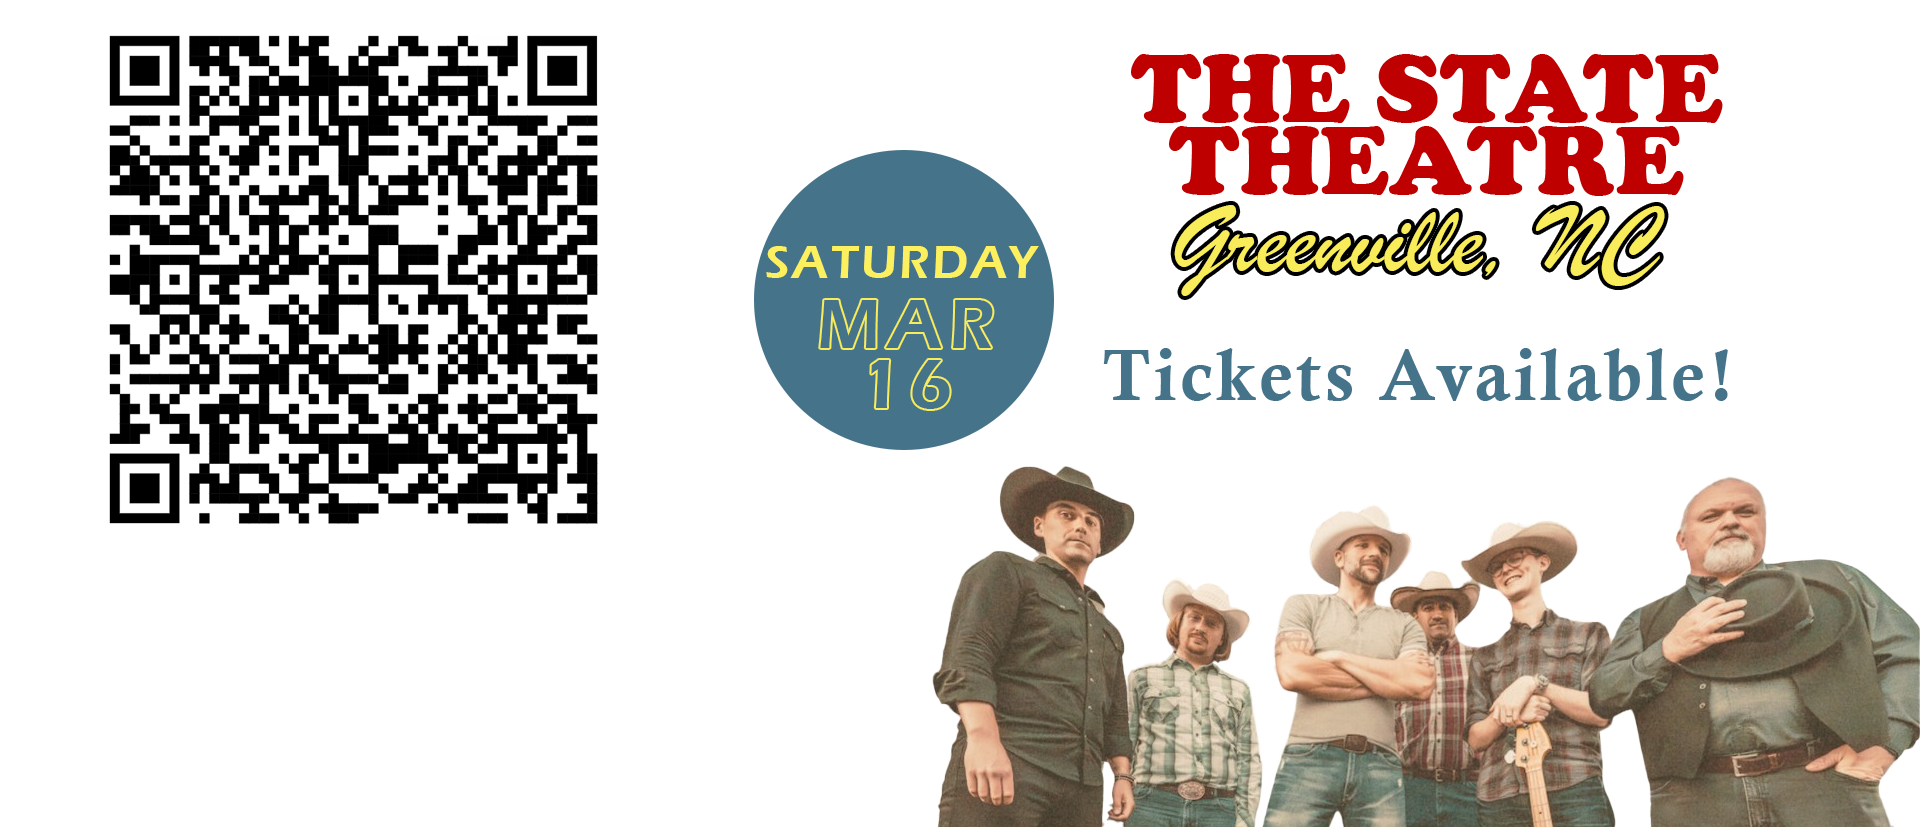 THE STATE
THEATRE
Greenville, NC
SATURDAY
MAR
16
Tickets Available!